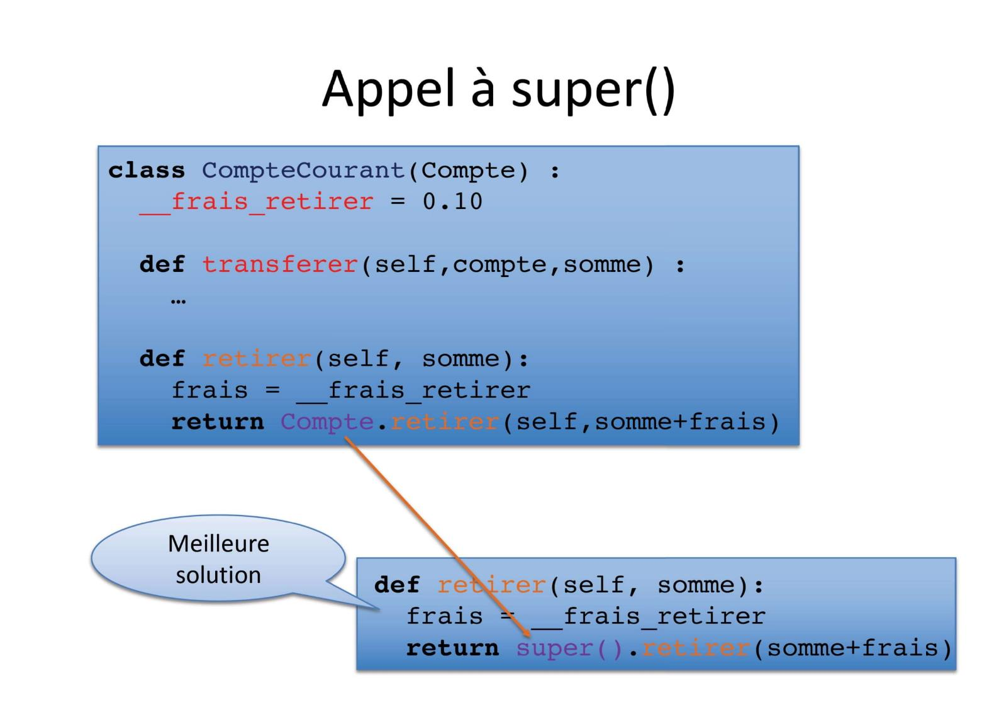 Appel à super()
class CompteCourant(Compte) :
__frais_retirer = 0.10
def transferer(self,compte,somme) :
…
def retirer(self, somme):
frais = __frais_retirer
return Compte.retirer(self,somme+frais)
Meilleure
solution
def retirer(self, somme):
frais = __frais_retirer
return super().retirer(somme+frais)